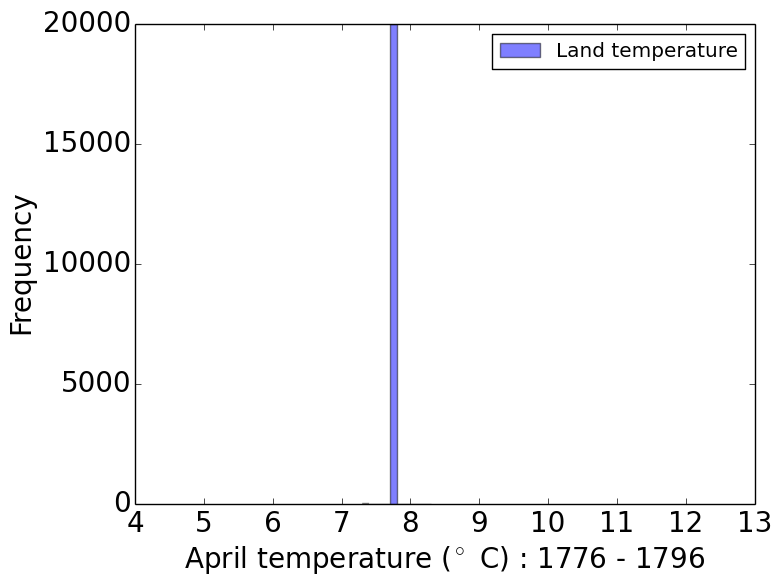 20000
15000
10000
5000
0
Frequency
Land temperature
4 5 6 7 8 9 10 11 12 13
April temperature (° C) : 1776 - 1796